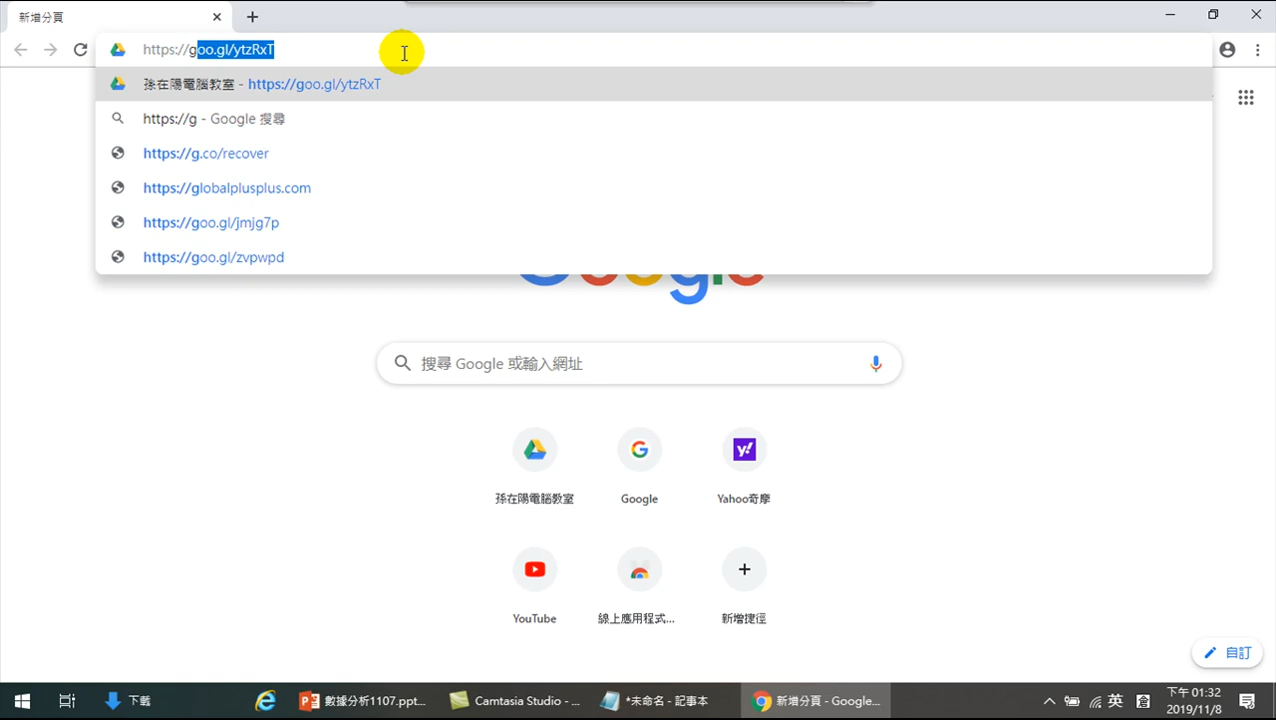 新增分頁
https://goo.gl/ytzRxT
孫在陽電腦教室 - https://goo.gl/ytzRxT
https://g - Google 搜尋
https://g.co/recover
https://globalplusplus.com
https://goo.gl/jmjg7p
https://goo.gl/zvpwpd
Google
搜尋 Google 或輸入網址
孫在陽電腦教室
Google
Yahoo奇摩
YouTube
線上應用程式...
新增捷徑
自訂
下載
數據分析1107.ppt...
Camtasia Studio - ...
*未命名 - 記事本
新增分頁 - Google...
英
倉
下午 01:32
2019/11/8